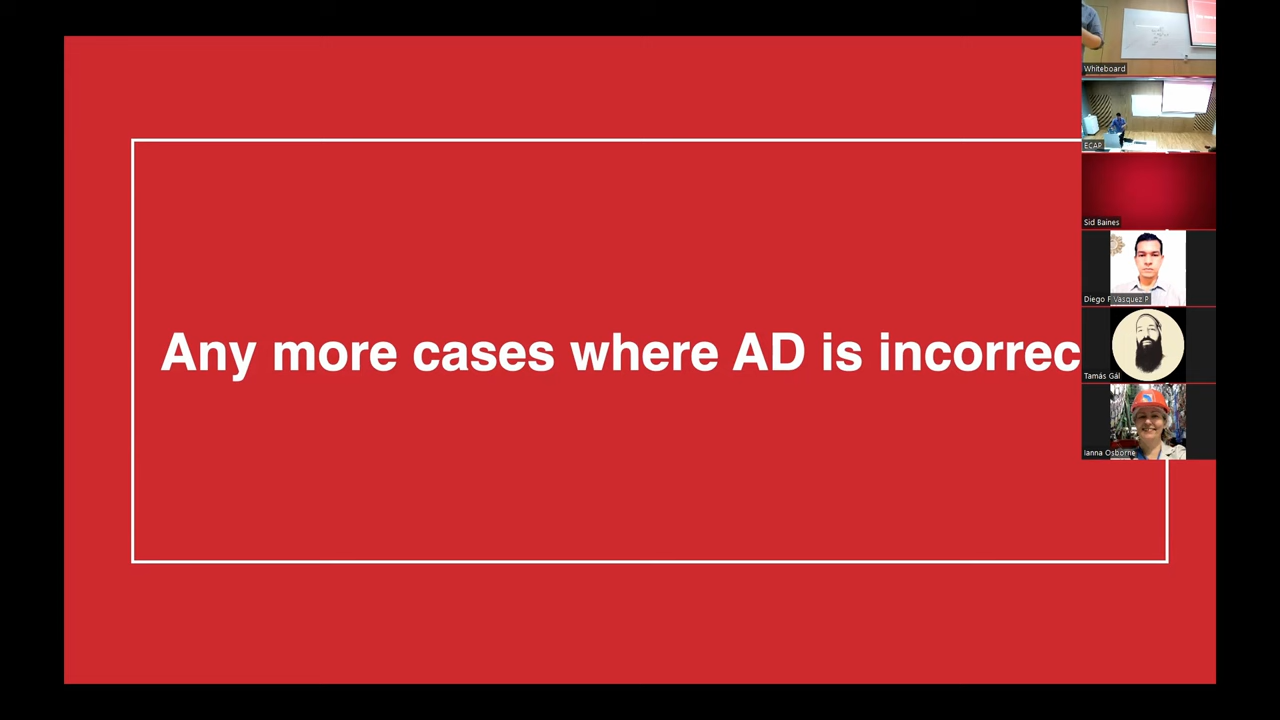 Any more cases where AD is incorrec
Whiteboard
ECAP
Sid Baines
Diego F Vasquez P.
Tamás Gál
Ianna Osborne